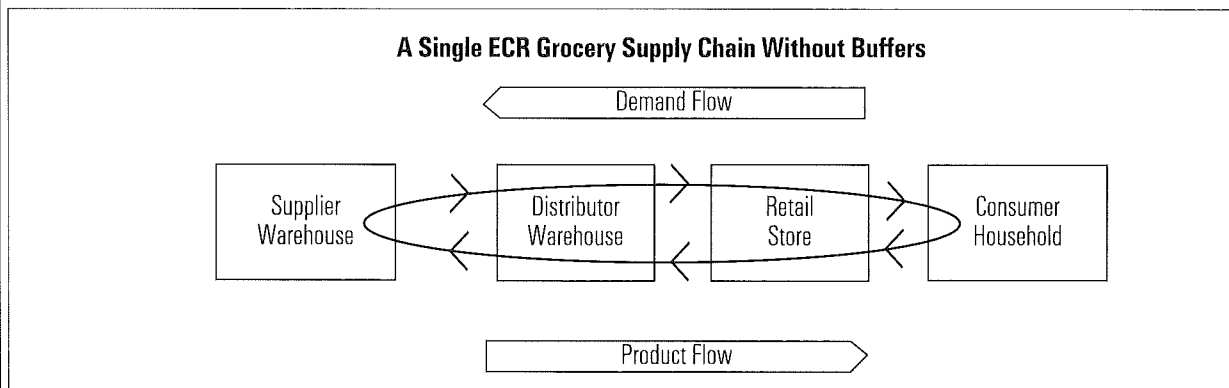 A Single ECR Grocery Supply Chain Without Buffers
Demand Flow
Supplier
Warehouse
Distributor
Warehouse
Retail
Store
Consumer
Household
Product Flow